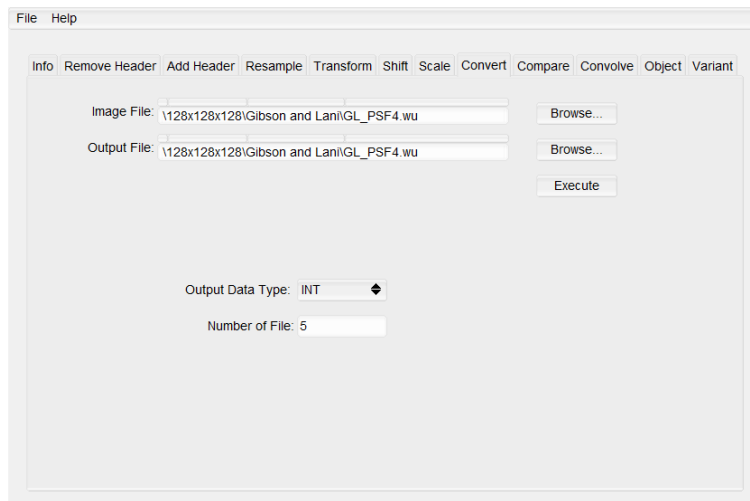 File Help
Info Remove Header Add Header Resample Transform Shift Scale Convert Compare Convolve Object Variant
Image File: \128x128x128\Gibson and Lani\GL_PSF4.wu Browse...
Output File: \128x128x128\Gibson and Lani\GL_PSF4.wu Browse...
Execute
Output Data Type: INT
Number of File: 5